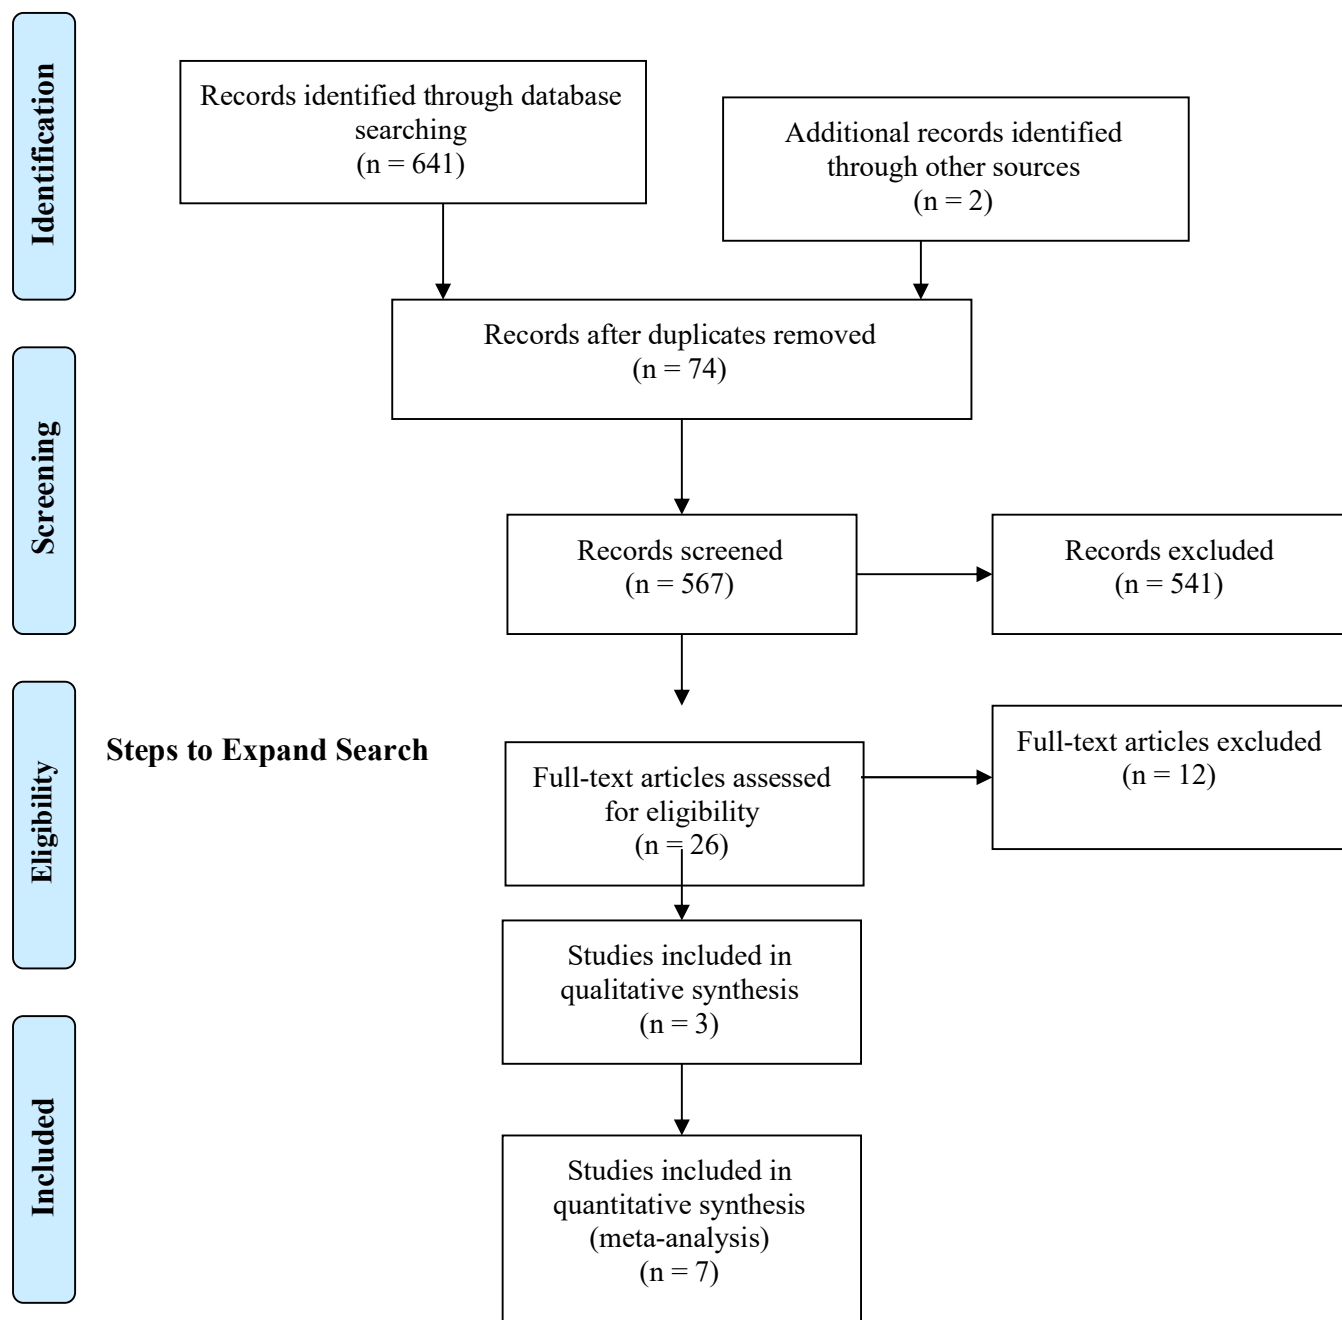 Identification
Records identified through database
searching
(n = 641)
Additional records identified
through other sources
(n = 2)
Records after duplicates removed
(n = 74)
Screening
Records screened
(n = 567)
Records excluded
(n = 541)
Eligibility
Steps to Expand Search
Full-text articles assessed
for eligibility
(n = 26)
Full-text articles excluded
(n = 12)
Studies included in
qualitative synthesis
(n = 3)
Included
Studies included in
quantitative synthesis
(meta-analysis)
(n = 7)